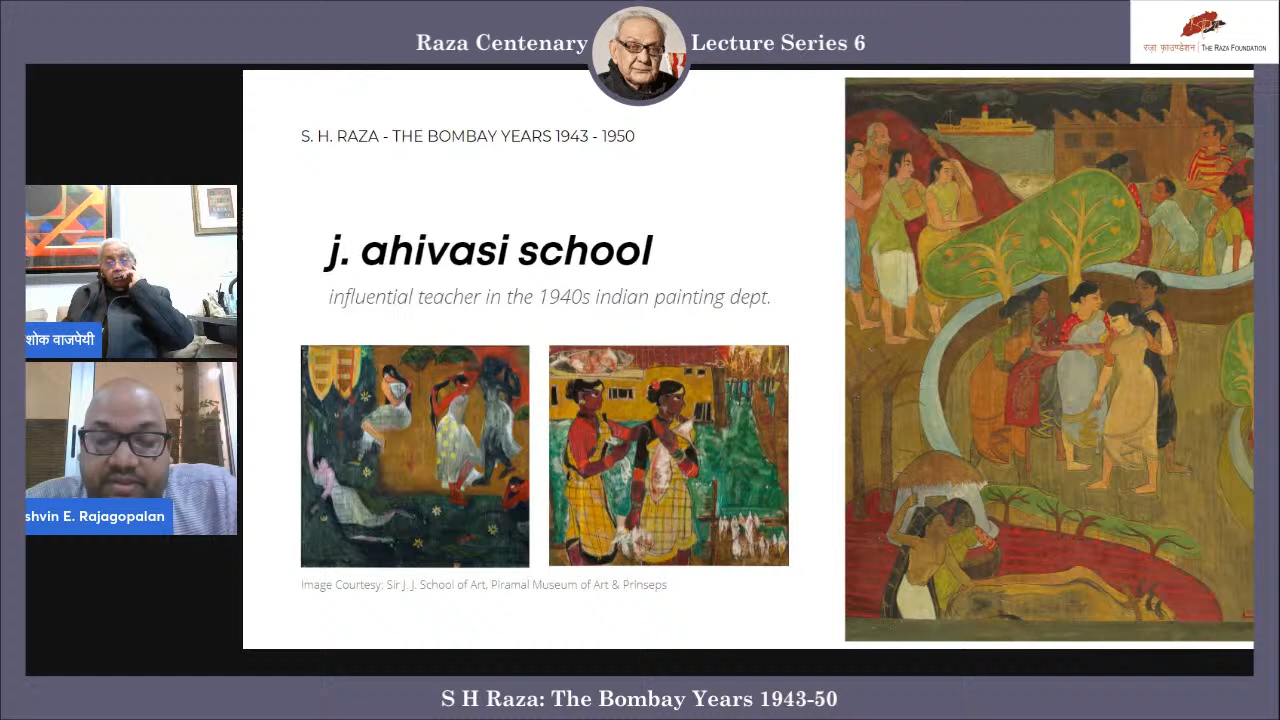 Raza Centenary Lecture Series 6
रज़ा फ़ाउण्डेशन | THE RAZA FOUNDATION
S. H. RAZA - THE BOMBAY YEARS 1943 - 1950
j. ahivasi school
influential teacher in the 1940s indian painting dept.
शोक वाजपेयी
shvin E. Rajagopalan
Image Courtesy: Sir J. J. School of Art, Piramal Museum of Art & Prinseps
S H Raza: The Bombay Years 1943-50